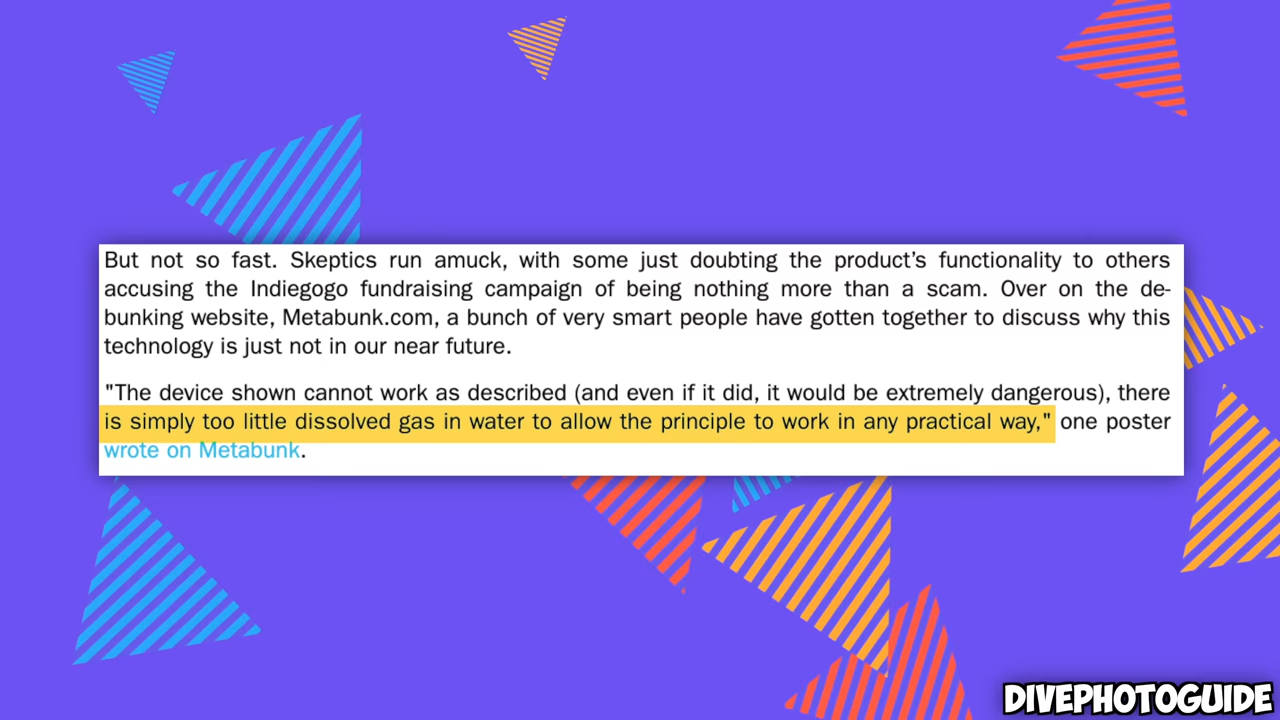 But not so fast. Skeptics run amuck, with some just doubting the product's functionality to others
accusing the Indiegogo fundraising campaign of being nothing more than a scam. Over on the de-
bunking website, Metabunk.com, a bunch of very smart people have gotten together to discuss why this
technology is just not in our near future.
"The device shown cannot work as described (and even if it did, it would be extremely dangerous), there
is simply too little dissolved gas in water to allow the principle to work in any practical way," one poster
wrote on Metabunk.
DIVEPHOTOGUIDE